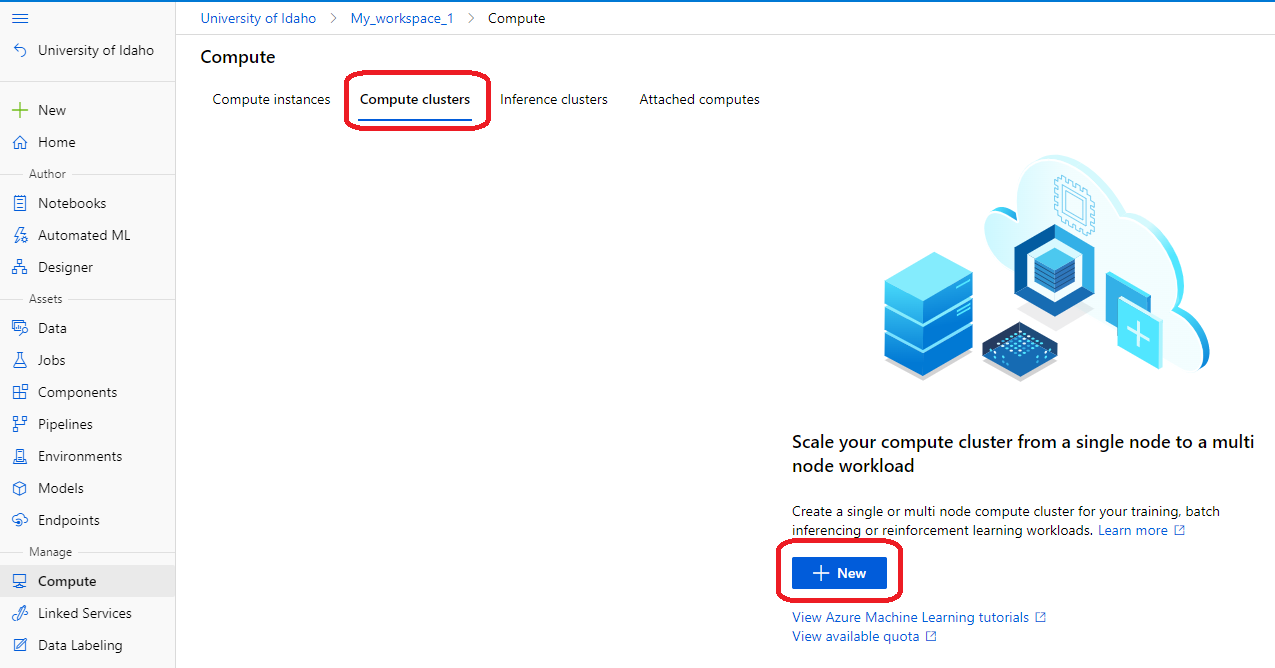 University of Idaho > My_workspace_1 > Compute
University of Idaho
New
Home
Author
Notebooks
Automated ML
Designer
Assets
Data
Jobs
Components
Pipelines
Environments
Models
Endpoints
Manage
Compute
Linked Services
Data Labeling
Compute
Compute instances Compute clusters Inference clusters Attached computes
Scale your compute cluster from a single node to a multi
node workload
Create a single or multi node compute cluster for your training, batch
inferencing or reinforcement learning workloads. Learn more
New
View Azure Machine Learning tutorials
View available quota